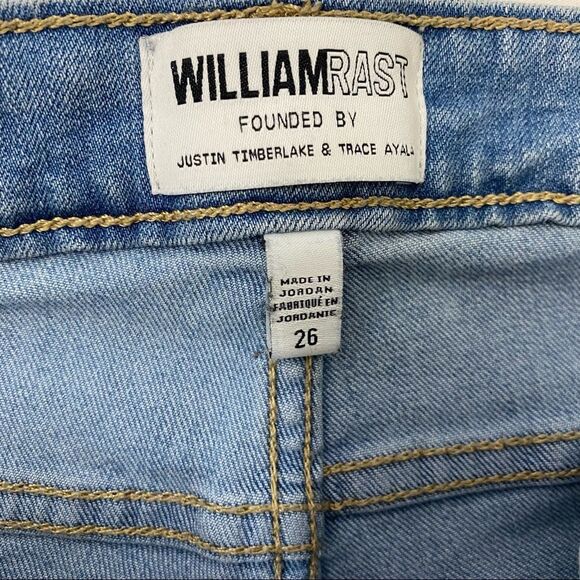 WILLIAMRAST
FOUNDED BY
JUSTIN TIMBERLAKE & TRACE AYALA
MADE IN
JORDAN
FABRIQUÉ EN
JORDANIE
26